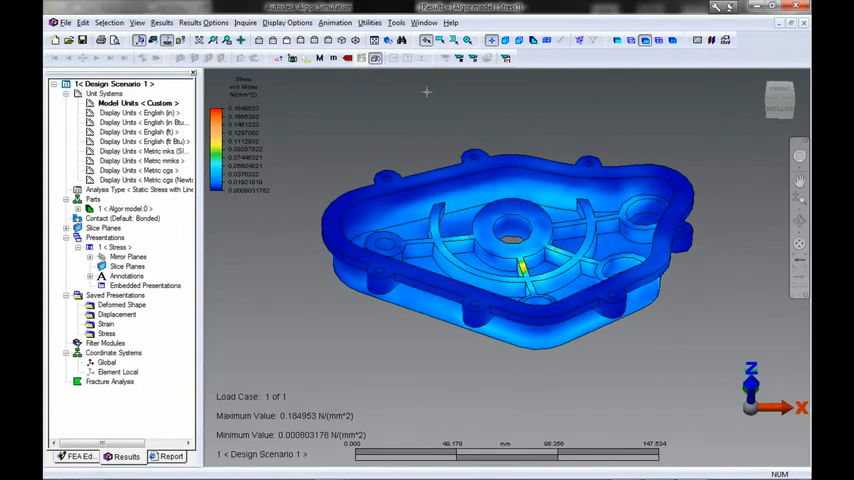 Autodesk Algor Simulation
[Results - [Algor model: Stress]
File Edit Selection View Results Results Options Inquire Display Options Animation Utilities Tools Window Help
1< Design Scenario 1 >
Unit Systems
Model Units < Custom >
Display Units < English (in)
Display Units < English (in Btu
Display Units < English (ft)
Display Units < English (ft Btu)
Display Units < Metric mks (SI
Display Units < Metric mmks
Display Units < Metric cgs
Display Units < Metric cgs (New
Analysis Type < Static Stress with Line
Parts
1 < Algor model:0 >
Contact (Default: Bonded)
Slice Planes
Presentations
1 < Stress >
Mirror Planes
Slice Planes
Annotations
Embedded Presentations
Saved Presentations
Deformed Shape
Displacement
Strain
Stress
Filter Modules
Coordinate Systems
Global
Element Local
Fracture Analysis
FEA Ed...
Results
Report
Stress
von Mises
N/(mm^2)
0.1849533
0.1665383
0.1481233
0.1297082
0.1112932
0.09287822
0.07446321
0.05604821
0.0376332
0.01921819
0.0008031782
FRONT
BOTTOM
Load Case: 1 of 1
Maximum Value: 0.184953 N/(mm^2)
Minimum Value: 0.000803178 N/(mm^2)
0.000 49.178 mm 98.356 147.534
1 < Design Scenario 1 >
Z
X
NUM